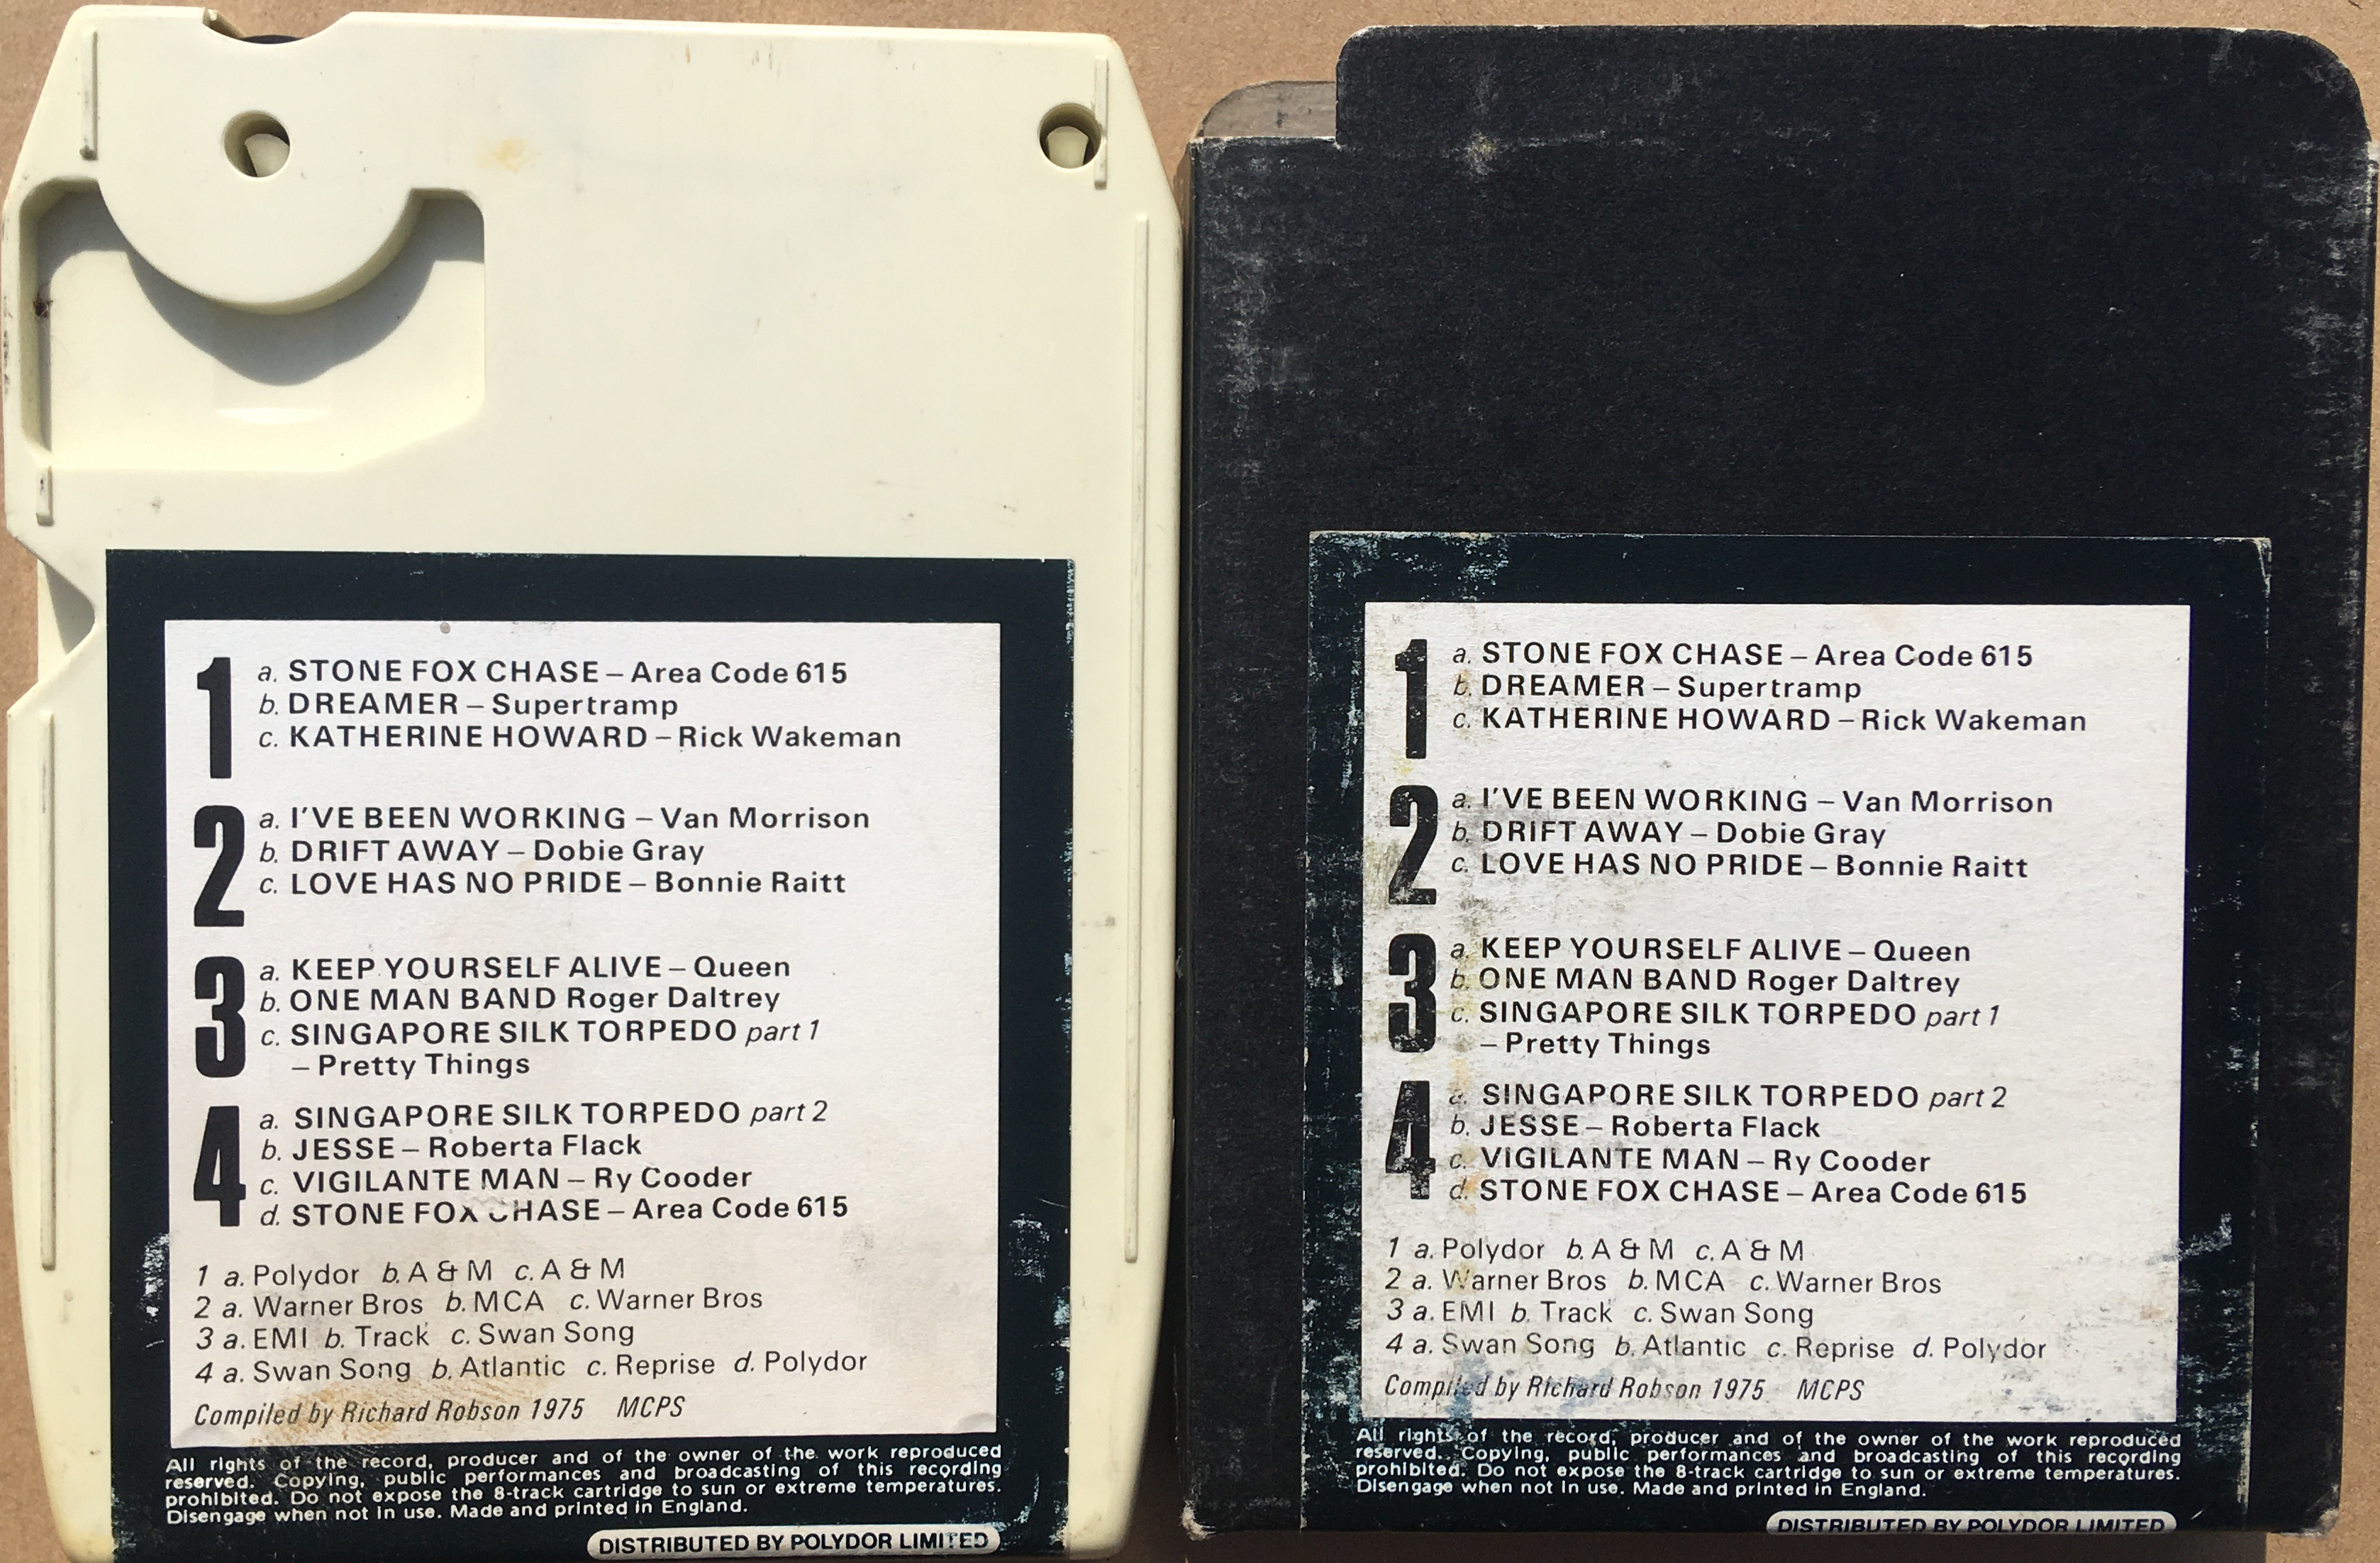 1
a. STONE FOX CHASE – Area Code 615
b. DREAMER – Supertramp
c. KATHERINE HOWARD – Rick Wakeman
2
a. I'VE BEEN WORKING – Van Morrison
b. DRIFT AWAY – Dobie Gray
c. LOVE HAS NO PRIDE – Bonnie Raitt
3
a. KEEP YOURSELF ALIVE – Queen
b. ONE MAN BAND Roger Daltrey
c. SINGAPORE SILK TORPEDO part 1
– Pretty Things
4
a. SINGAPORE SILK TORPEDO part 2
b. JESSE – Roberta Flack
c. VIGILANTE MAN – Ry Cooder
d. STONE FOX CHASE – Area Code 615
1 a. Polydor b. A & M c. A & M
2 a. Warner Bros b. MCA c. Warner Bros
3 a. EMI b. Track c. Swan Song
4 a. Swan Song b. Atlantic c. Reprise d. Polydor
Compiled by Richard Robson 1975 MCPS
All rights of the record, producer and of the owner of the work reproduced
reserved. Copying, public performances and broadcasting of this recording
prohibited. Do not expose the 8-track cartridge to sun or extreme temperatures.
Disengage when not in use. Made and printed in England.
DISTRIBUTED BY POLYDOR LIMITED
1
a. STONE FOX CHASE – Area Code 615
b. DREAMER – Supertramp
c. KATHERINE HOWARD – Rick Wakeman
2
a. I'VE BEEN WORKING – Van Morrison
b. DRIFT AWAY – Dobie Gray
c. LOVE HAS NO PRIDE – Bonnie Raitt
3
a. KEEP YOURSELF ALIVE – Queen
b. ONE MAN BAND Roger Daltrey
c. SINGAPORE SILK TORPEDO part 1
– Pretty Things
4
a. SINGAPORE SILK TORPEDO part 2
b. JESSE – Roberta Flack
c. VIGILANTE MAN – Ry Cooder
d. STONE FOX CHASE – Area Code 615
1 a. Polydor b. A & M c. A & M
2 a. Warner Bros b. MCA c. Warner Bros
3 a. EMI b. Track c. Swan Song
4 a. Swan Song b. Atlantic c. Reprise d. Polydor
Compiled by Richard Robson 1975 MCPS
All rights of the record, producer and of the owner of the work reproduced
reserved. Copying, public performances and broadcasting of this recording
prohibited. Do not expose the 8-track cartridge to sun or extreme temperatures.
Disengage when not in use. Made and printed in England.
DISTRIBUTED BY POLYDOR LIMITED